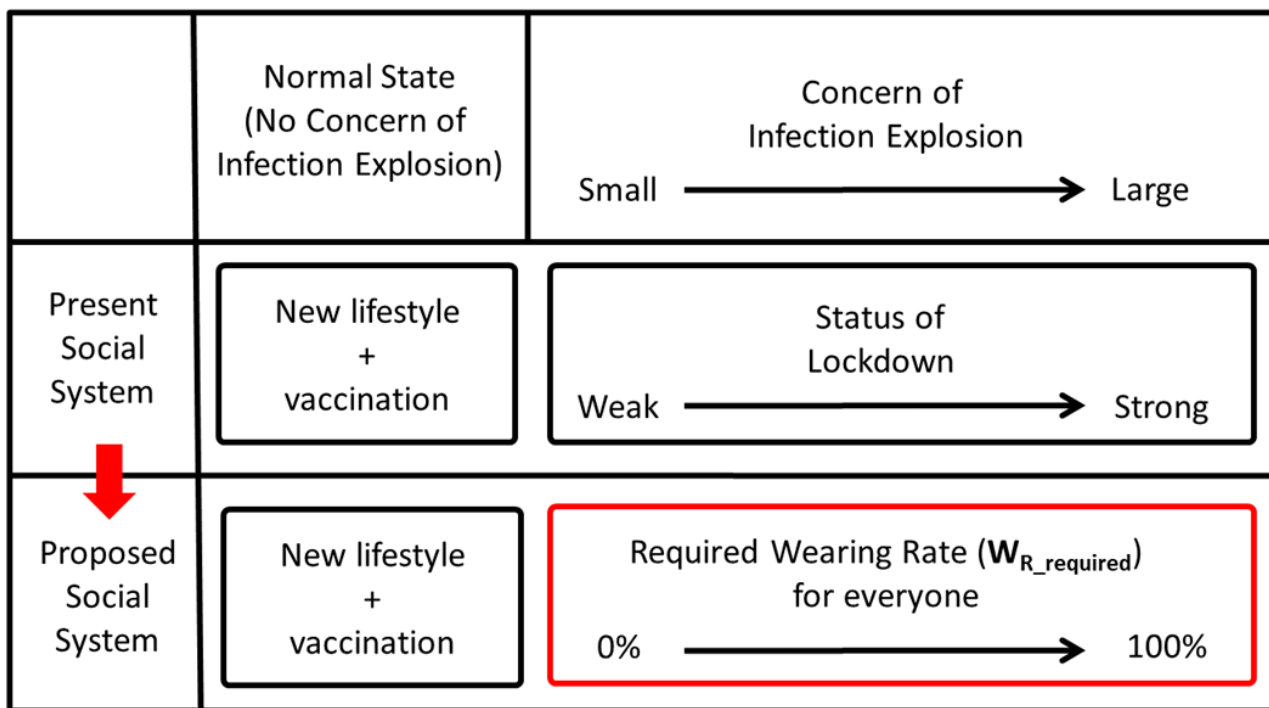 Normal State
(No Concern of
Infection Explosion)
Concern of
Infection Explosion
Small
Large
Present
Social
System
New lifestyle
+
vaccination
Status of
Lockdown
Weak
Strong
Proposed
Social
System
New lifestyle
+
vaccination
Required Wearing Rate (WR_required)
for everyone
0%
100%